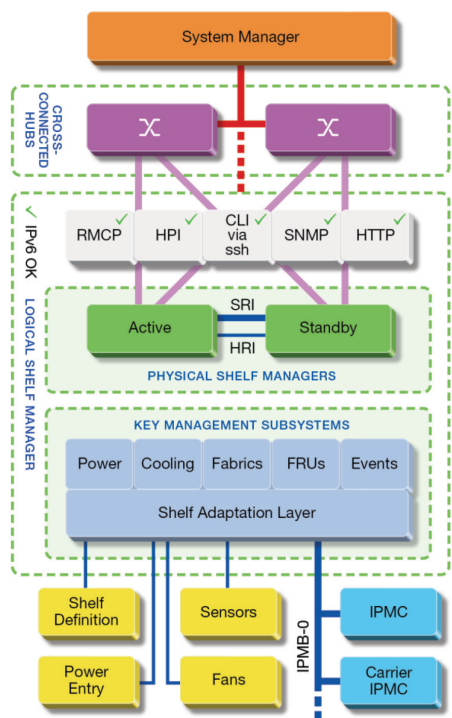 System Manager
CROSS-
CONNECTED
HUBS
✓ IPv6 OK
LOGICAL SHELF MANAGER
RMCP
HPI
CLI
via
ssh
SNMP
HTTP
Active
SRI
HRI
Standby
PHYSICAL SHELF MANAGERS
KEY MANAGEMENT SUBSYSTEMS
Power
Cooling
Fabrics
FRUs
Events
Shelf Adaptation Layer
Shelf
Definition
Sensors
IPMB-0
IPMC
Power
Entry
Fans
Carrier
IPMC